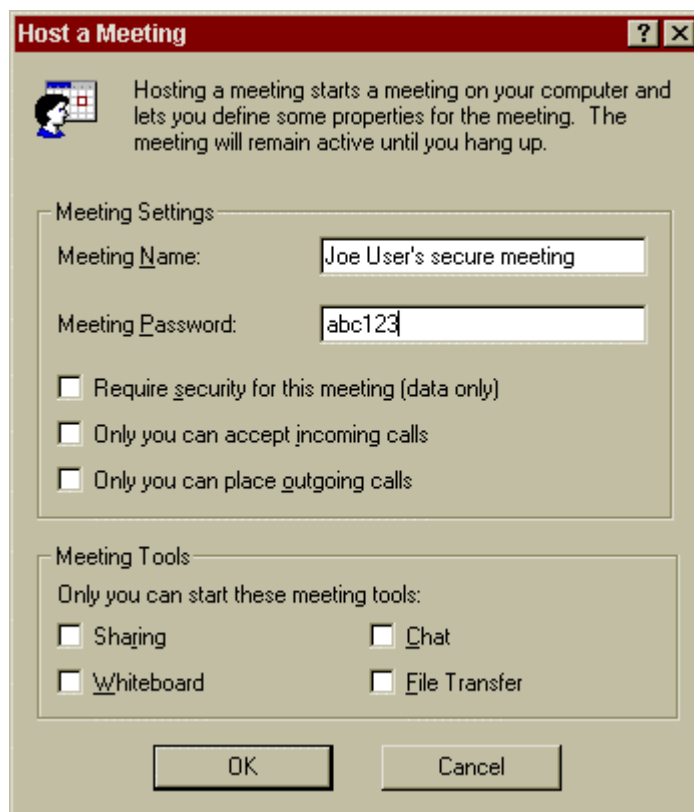 Host a Meeting
Hosting a meeting starts a meeting on your computer and
lets you define some properties for the meeting. The
meeting will remain active until you hang up.
Meeting Settings
Meeting Name: Joe User's secure meeting
Meeting Password: abc123
Require security for this meeting (data only)
Only you can accept incoming calls
Only you can place outgoing calls
Meeting Tools
Only you can start these meeting tools:
Sharing Chat
Whiteboard File Transfer
OK Cancel